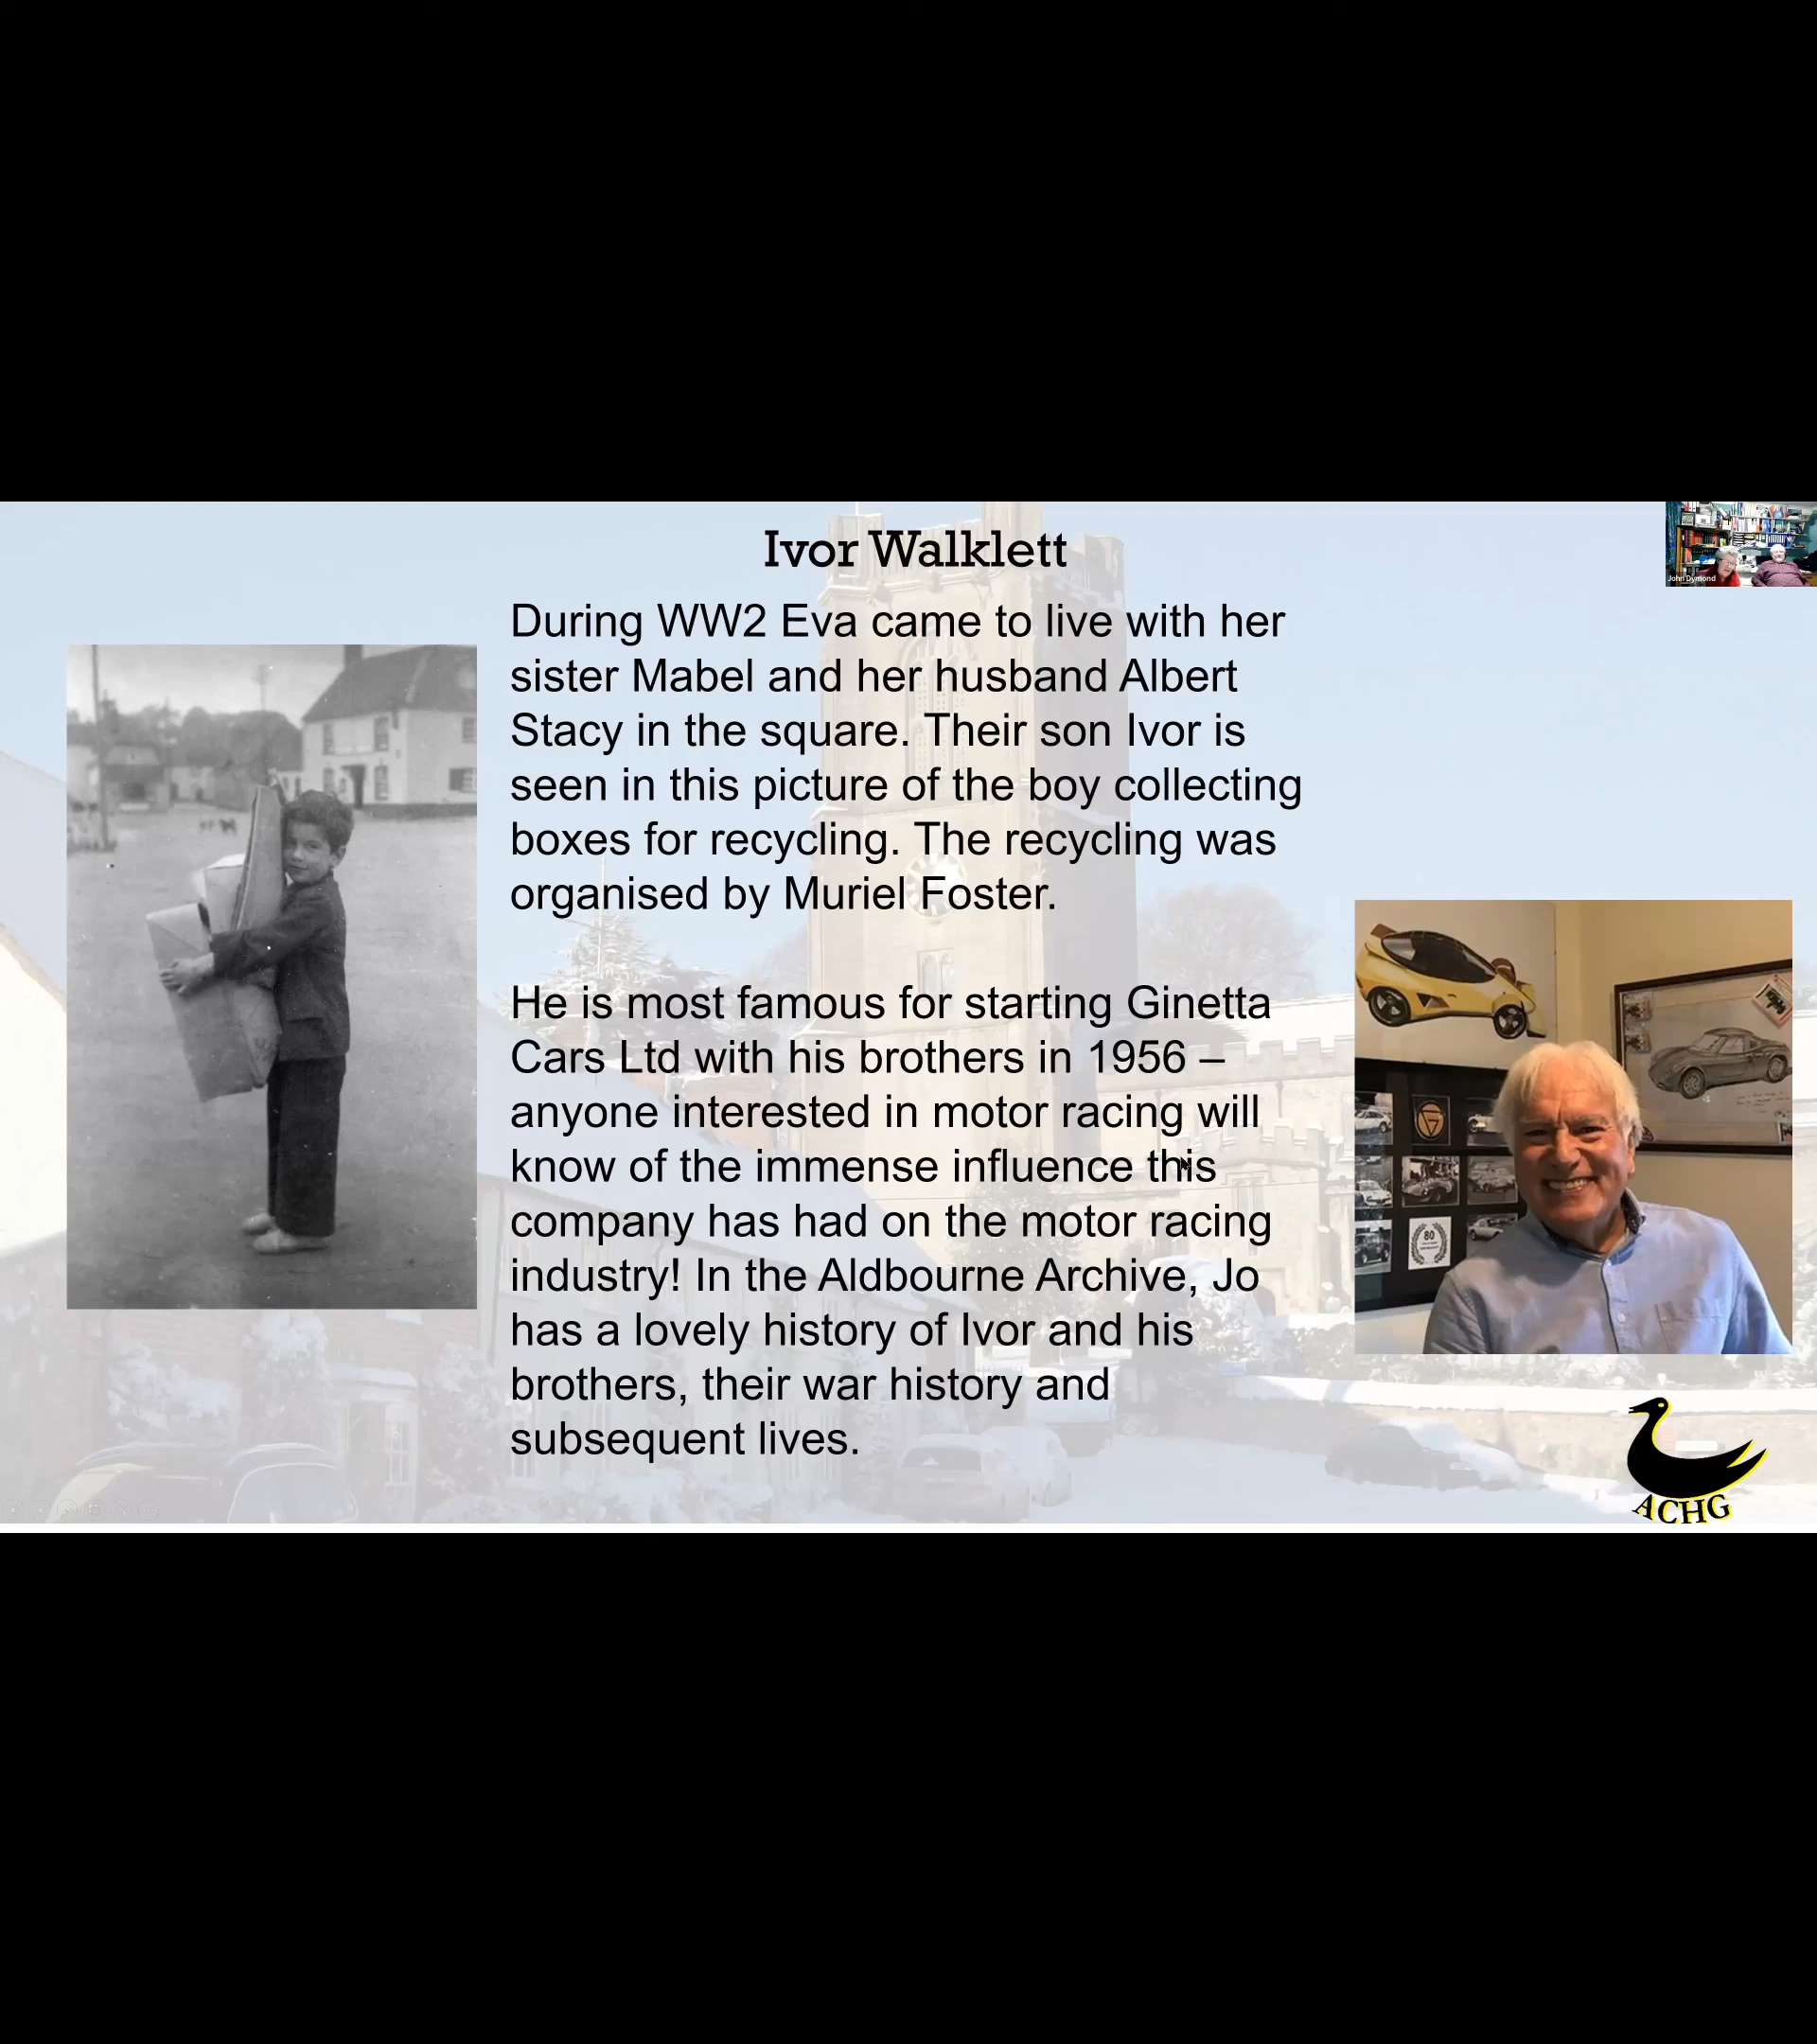 Ivor Walklett
John Dymond
During WW2 Eva came to live with her
sister Mabel and her husband Albert
Stacy in the square. Their son Ivor is
seen in this picture of the boy collecting
boxes for recycling. The recycling was
organised by Muriel Foster.
He is most famous for starting Ginetta
Cars Ltd with his brothers in 1956 –
anyone interested in motor racing will
know of the immense influence this
company has had on the motor racing
industry! In the Aldbourne Archive, Jo
has a lovely history of Ivor and his
brothers, their war history and
subsequent lives.
80
ACHG